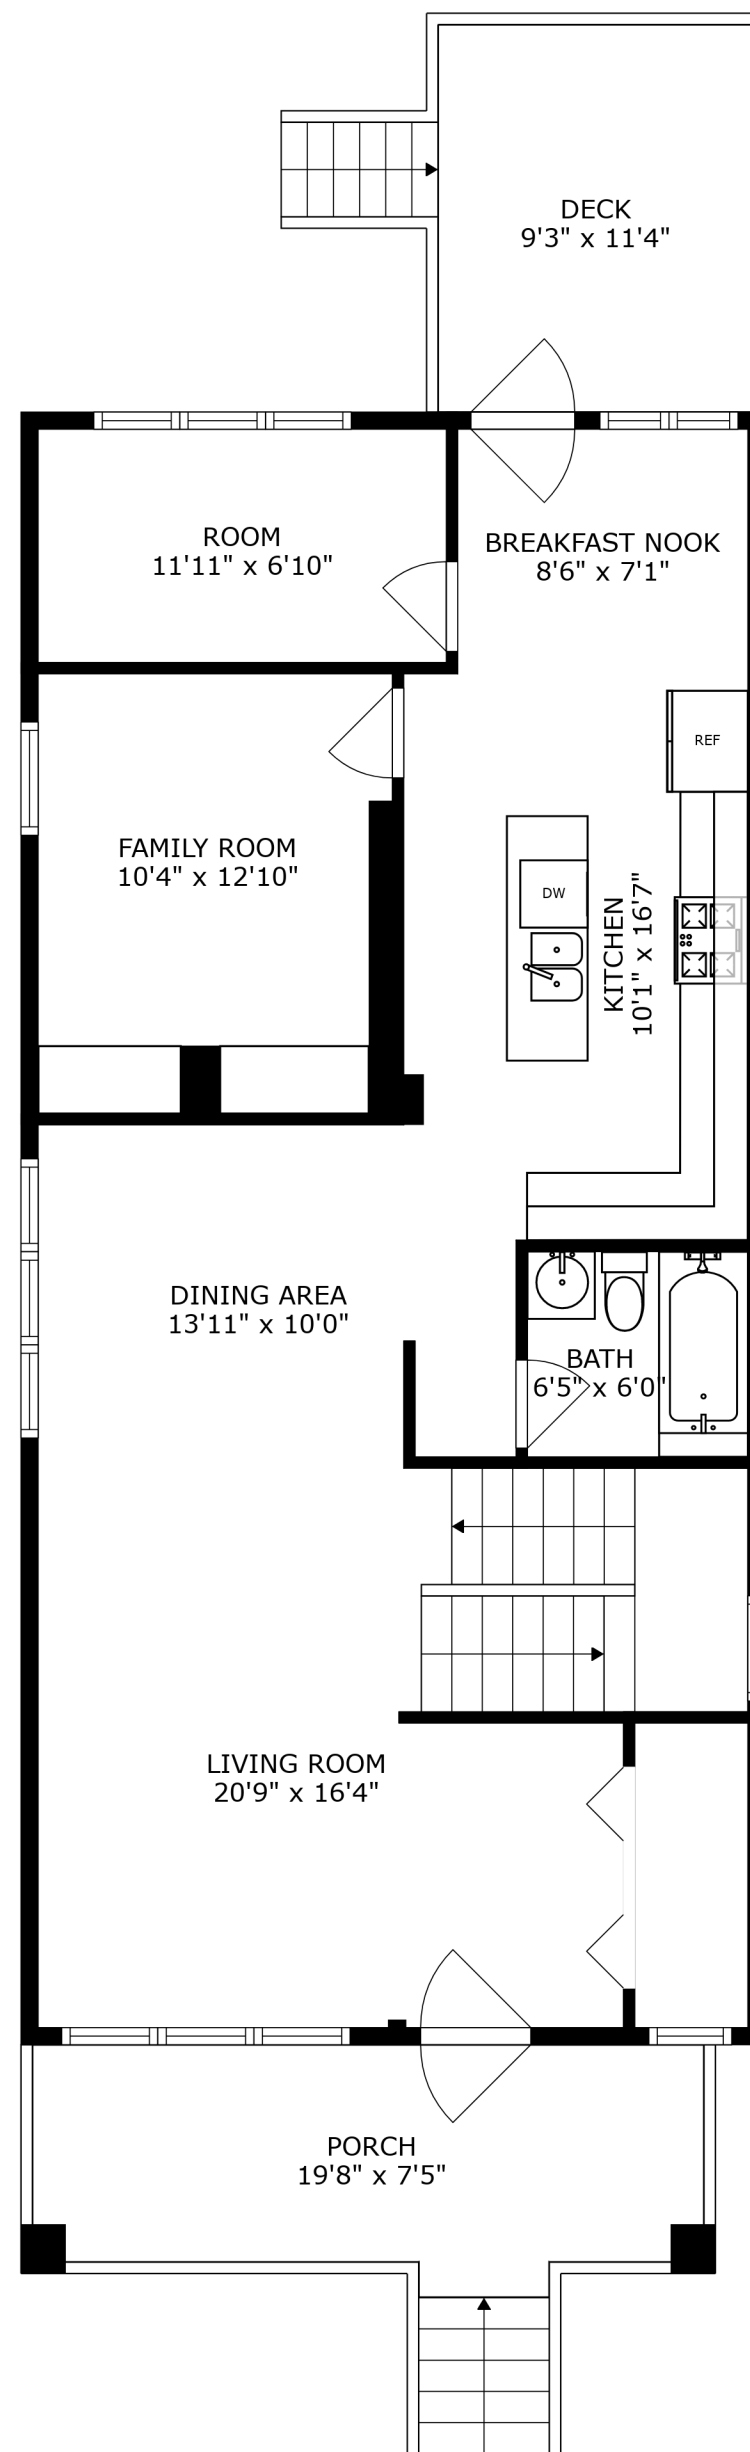 DECK
9'3" x 11'4"
ROOM
11'11" x 6'10"
BREAKFAST NOOK
8'6" x 7'1"
REF
FAMILY ROOM
10'4" x 12'10"
DW
KITCHEN
10'1" x 16'7"
DINING AREA
13'11" x 10'0"
BATH
6'5" x 6'0"
LIVING ROOM
20'9" x 16'4"
PORCH
19'8" x 7'5"